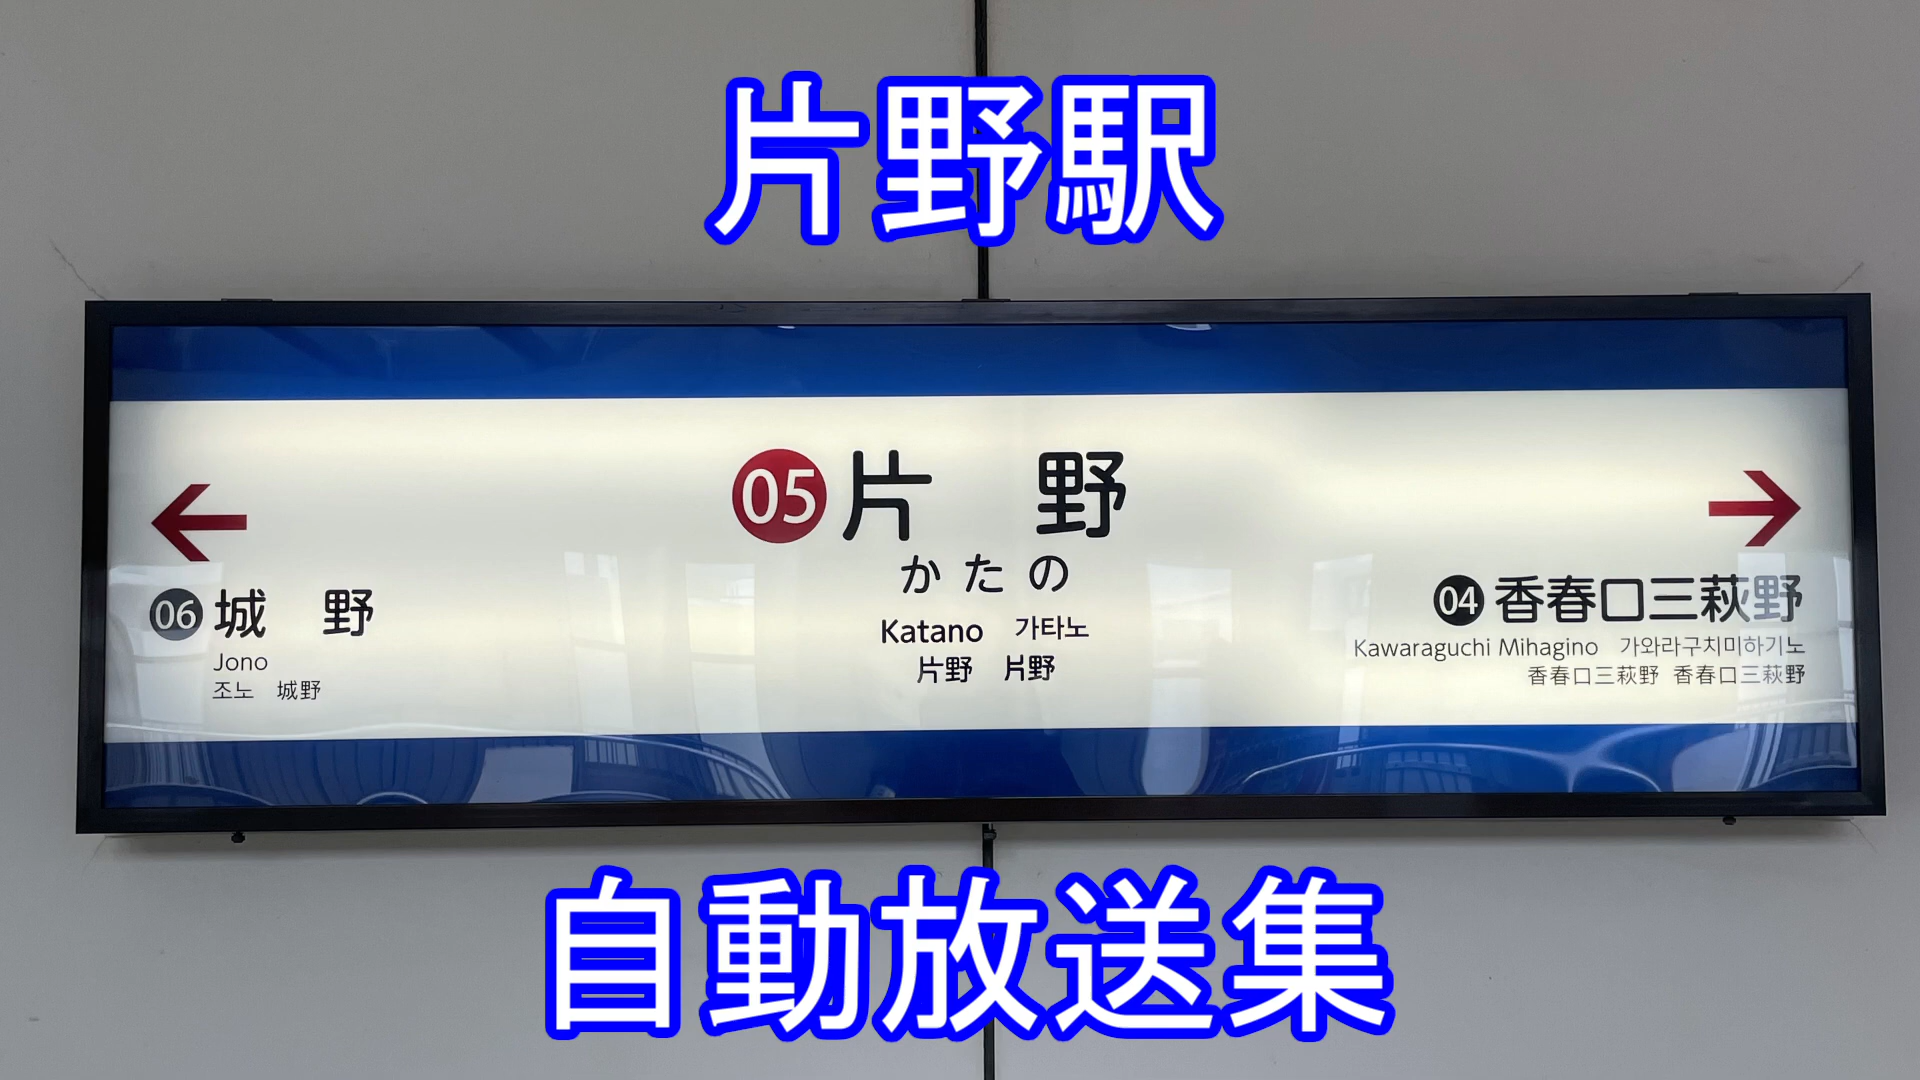 片野駅
05 片 野
かたの
Katano 가타노
片野 片野
06 城 野
Jono
조노 城野
04 香春口三萩野
Kawaraguchi Mihagino 가와라구치미하기노
香春口三萩野 香春口三萩野
自動放送集